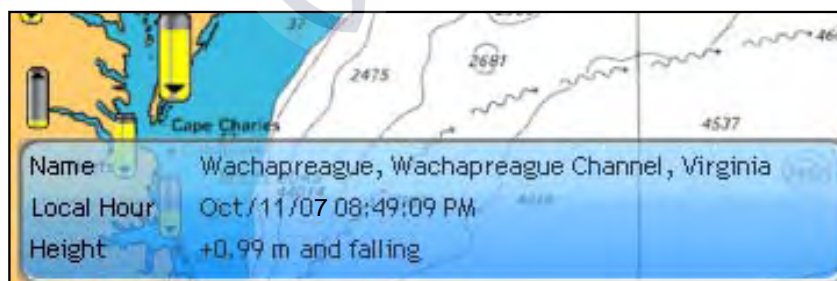 37
2475
2681
4537
Cape Charles
Name Wachapreague, Wachapreague Channel, Virginia
Local Hour Oct/11/07 08:49:09 PM
Height +0.99 m and falling